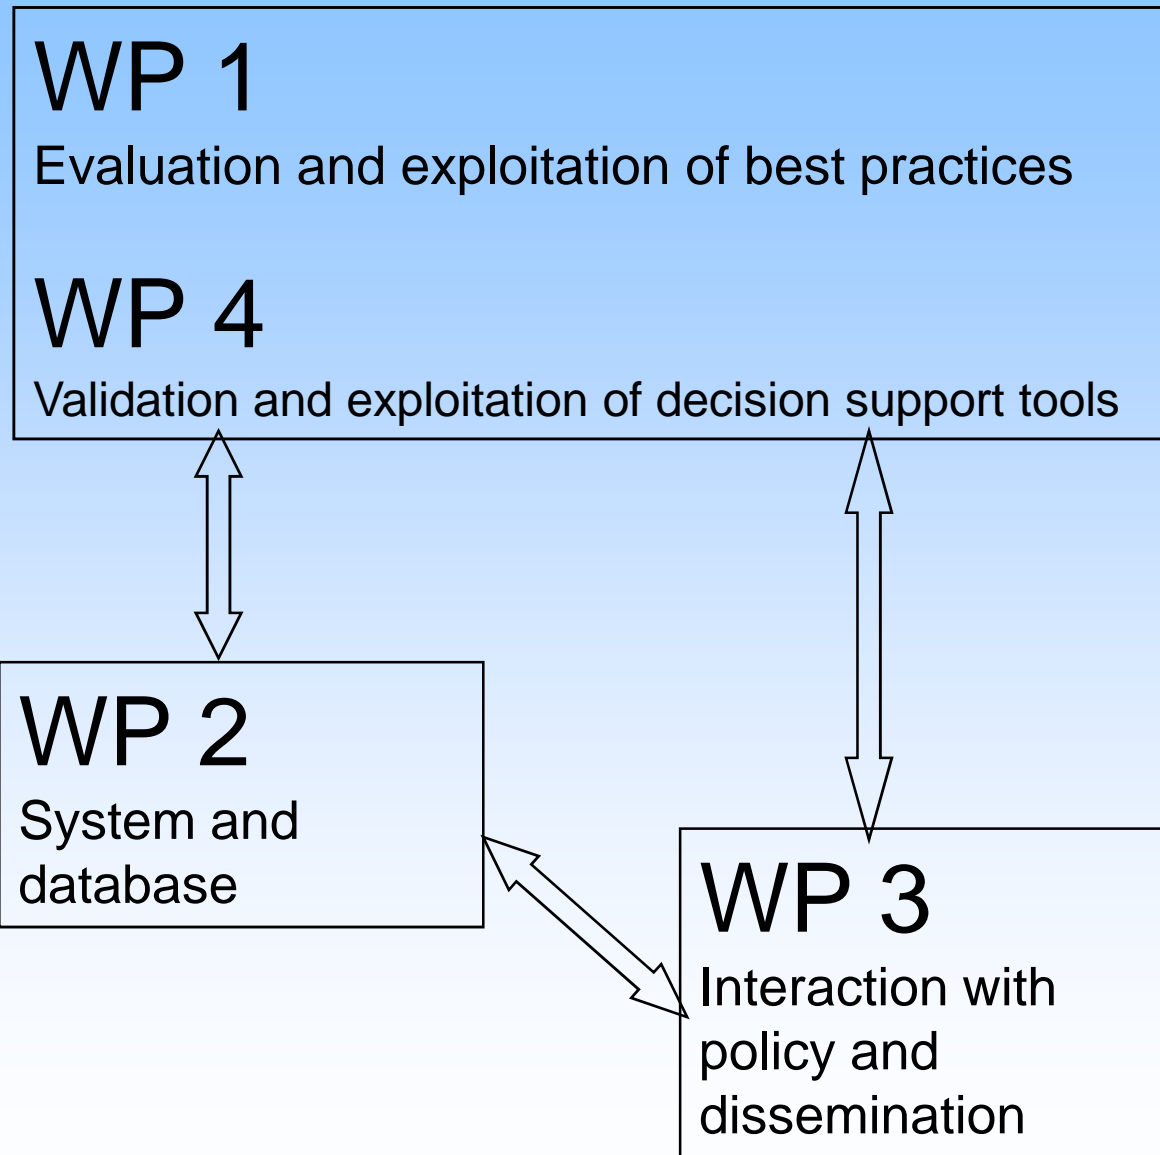 WP 1
Evaluation and exploitation of best practices
WP 4
Validation and exploitation of decision support tools
WP 2
System and
database
WP 3
Interaction with
policy and
dissemination